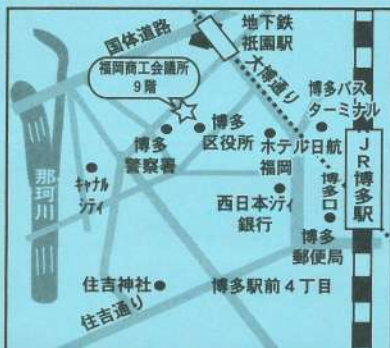 国体道路
地下鉄
祇園駅
福岡商工会議所
9階
大博通り
博多バス
ターミナル
博多
区役所
博多
警察署
ホテル日航
福岡
JR博多駅
博多口
キャナル
シティ
那珂川
西日本シティ
銀行
博多
郵便局
住吉神社
博多駅前4丁目
住吉通り